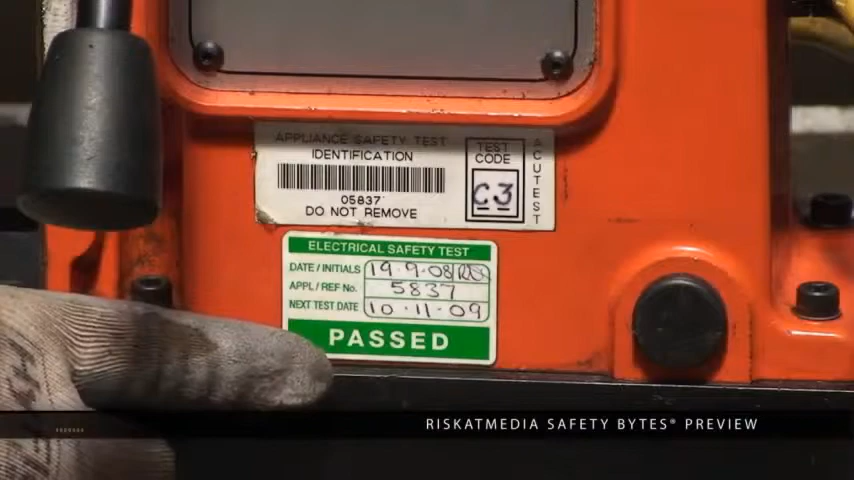 APPLIANCE SAFETY TEST
IDENTIFICATION
05837
DO NOT REMOVE
TEST
CODE
C3
ACUTEST
ELECTRICAL SAFETY TEST
DATE / INITIALS 19·9·08
APPL / REF No. 5837
NEXT TEST DATE 10·11·09
PASSED
RISKATMEDIA SAFETY BYTES® PREVIEW